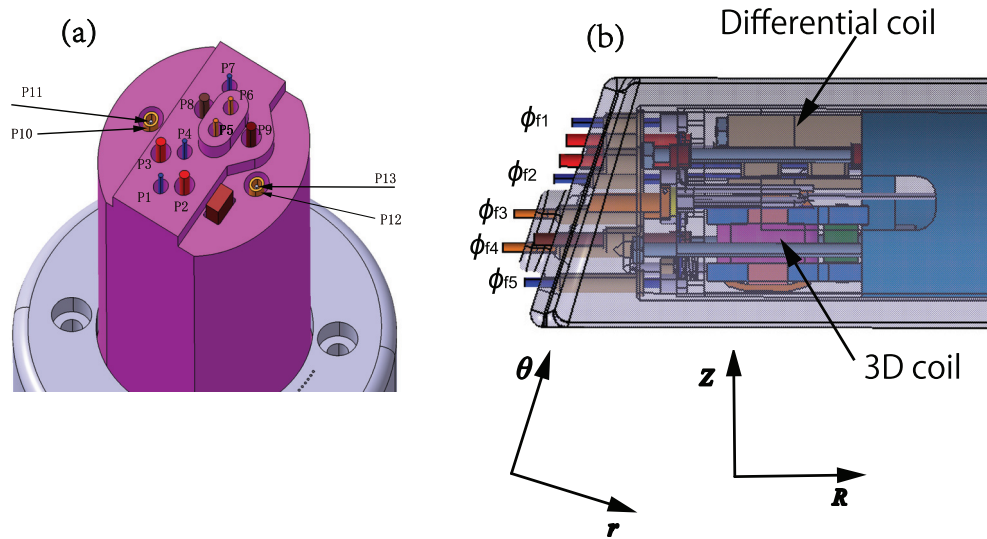 (a)
P7
P11
P8
P6
P10
P4
P5
P9
P3
P13
P1
P2
P12
(b)
Differential coil
ϕf1
ϕf2
ϕf3
ϕf4
ϕf5
3D coil
θ
r
Z
R